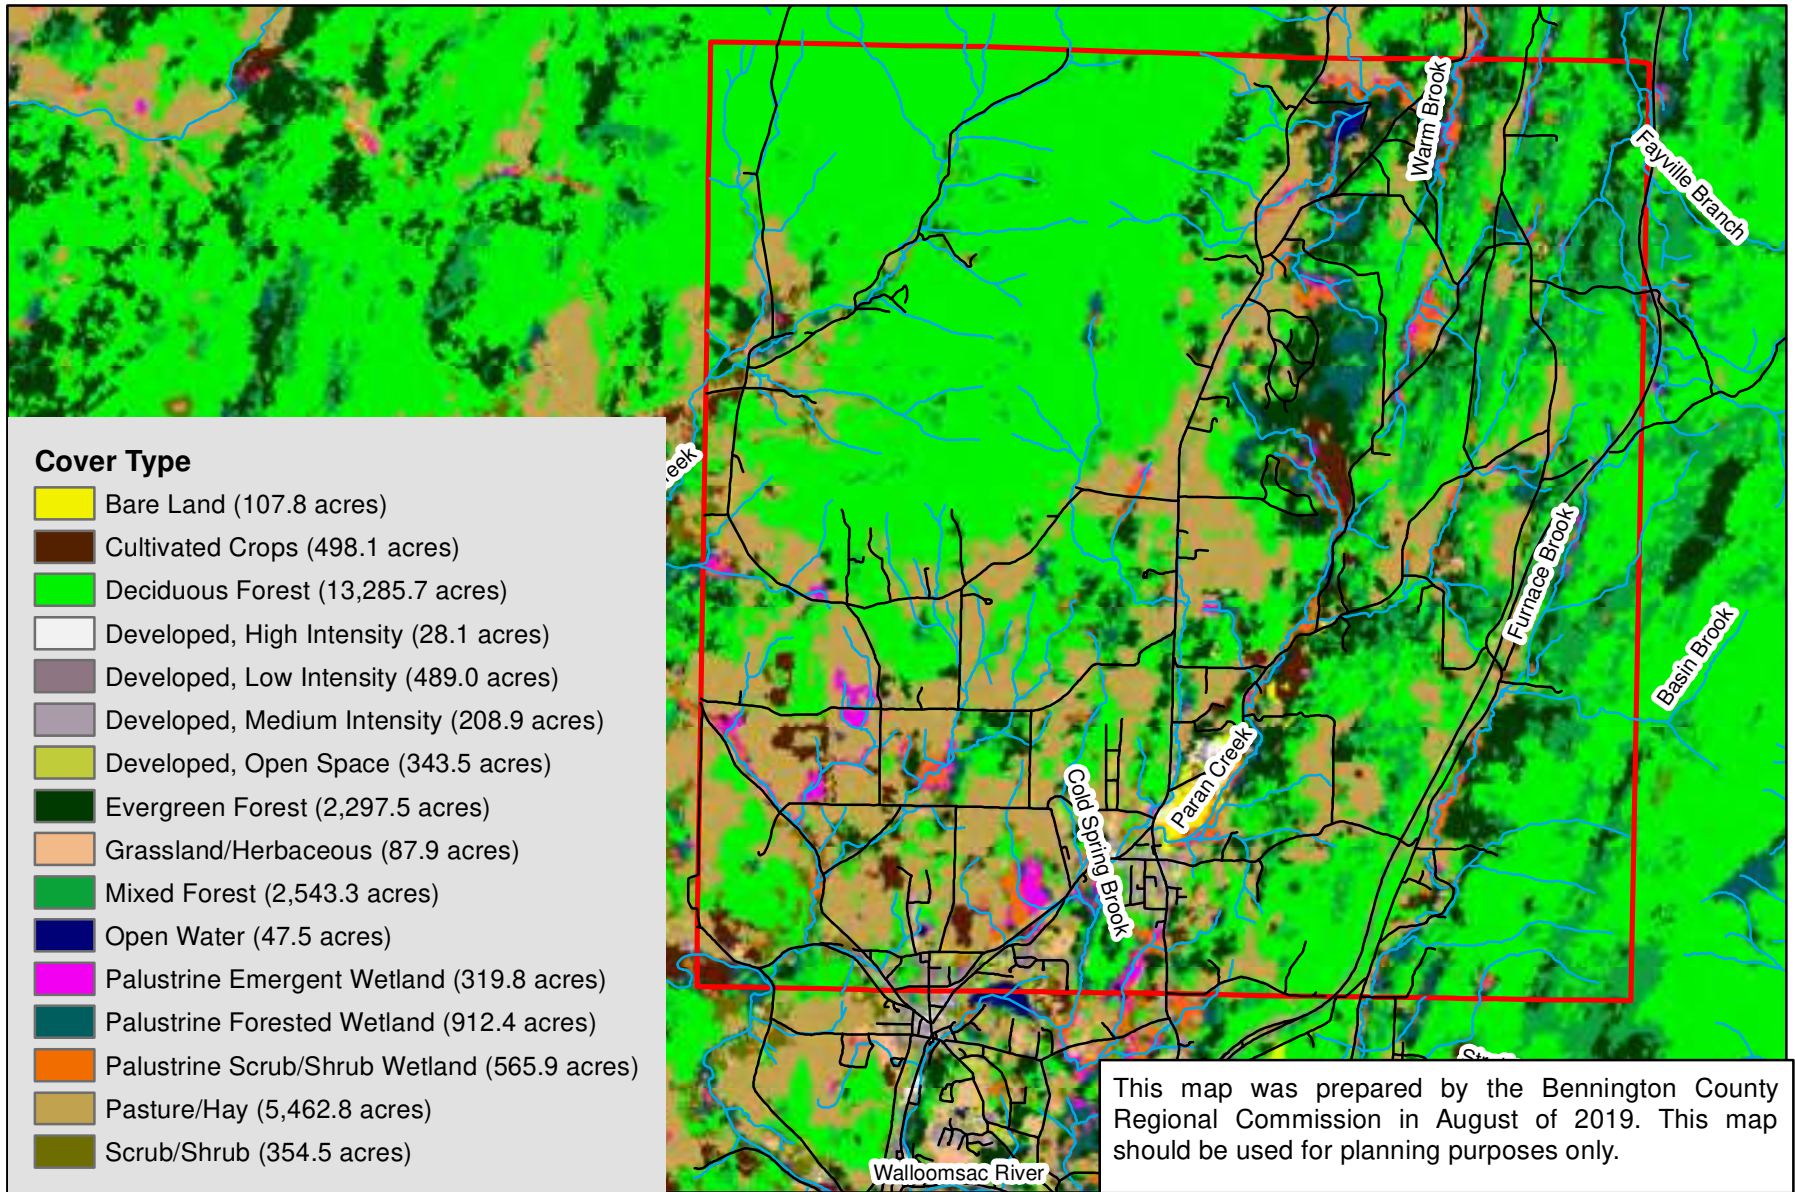 Warm Brook
Fayville Branch
Cover Type
Bare Land (107.8 acres)
Cultivated Crops (498.1 acres)
Deciduous Forest (13,285.7 acres)
Developed, High Intensity (28.1 acres)
Developed, Low Intensity (489.0 acres)
Developed, Medium Intensity (208.9 acres)
Developed, Open Space (343.5 acres)
Evergreen Forest (2,297.5 acres)
Grassland/Herbaceous (87.9 acres)
Mixed Forest (2,543.3 acres)
Open Water (47.5 acres)
Palustrine Emergent Wetland (319.8 acres)
Palustrine Forested Wetland (912.4 acres)
Palustrine Scrub/Shrub Wetland (565.9 acres)
Pasture/Hay (5,462.8 acres)
Scrub/Shrub (354.5 acres)
Furnace Brook
Basin Brook
Paran Creek
Cold Spring Brook
Walloomsac River
This map was prepared by the Bennington County
Regional Commission in August of 2019. This map
should be used for planning purposes only.